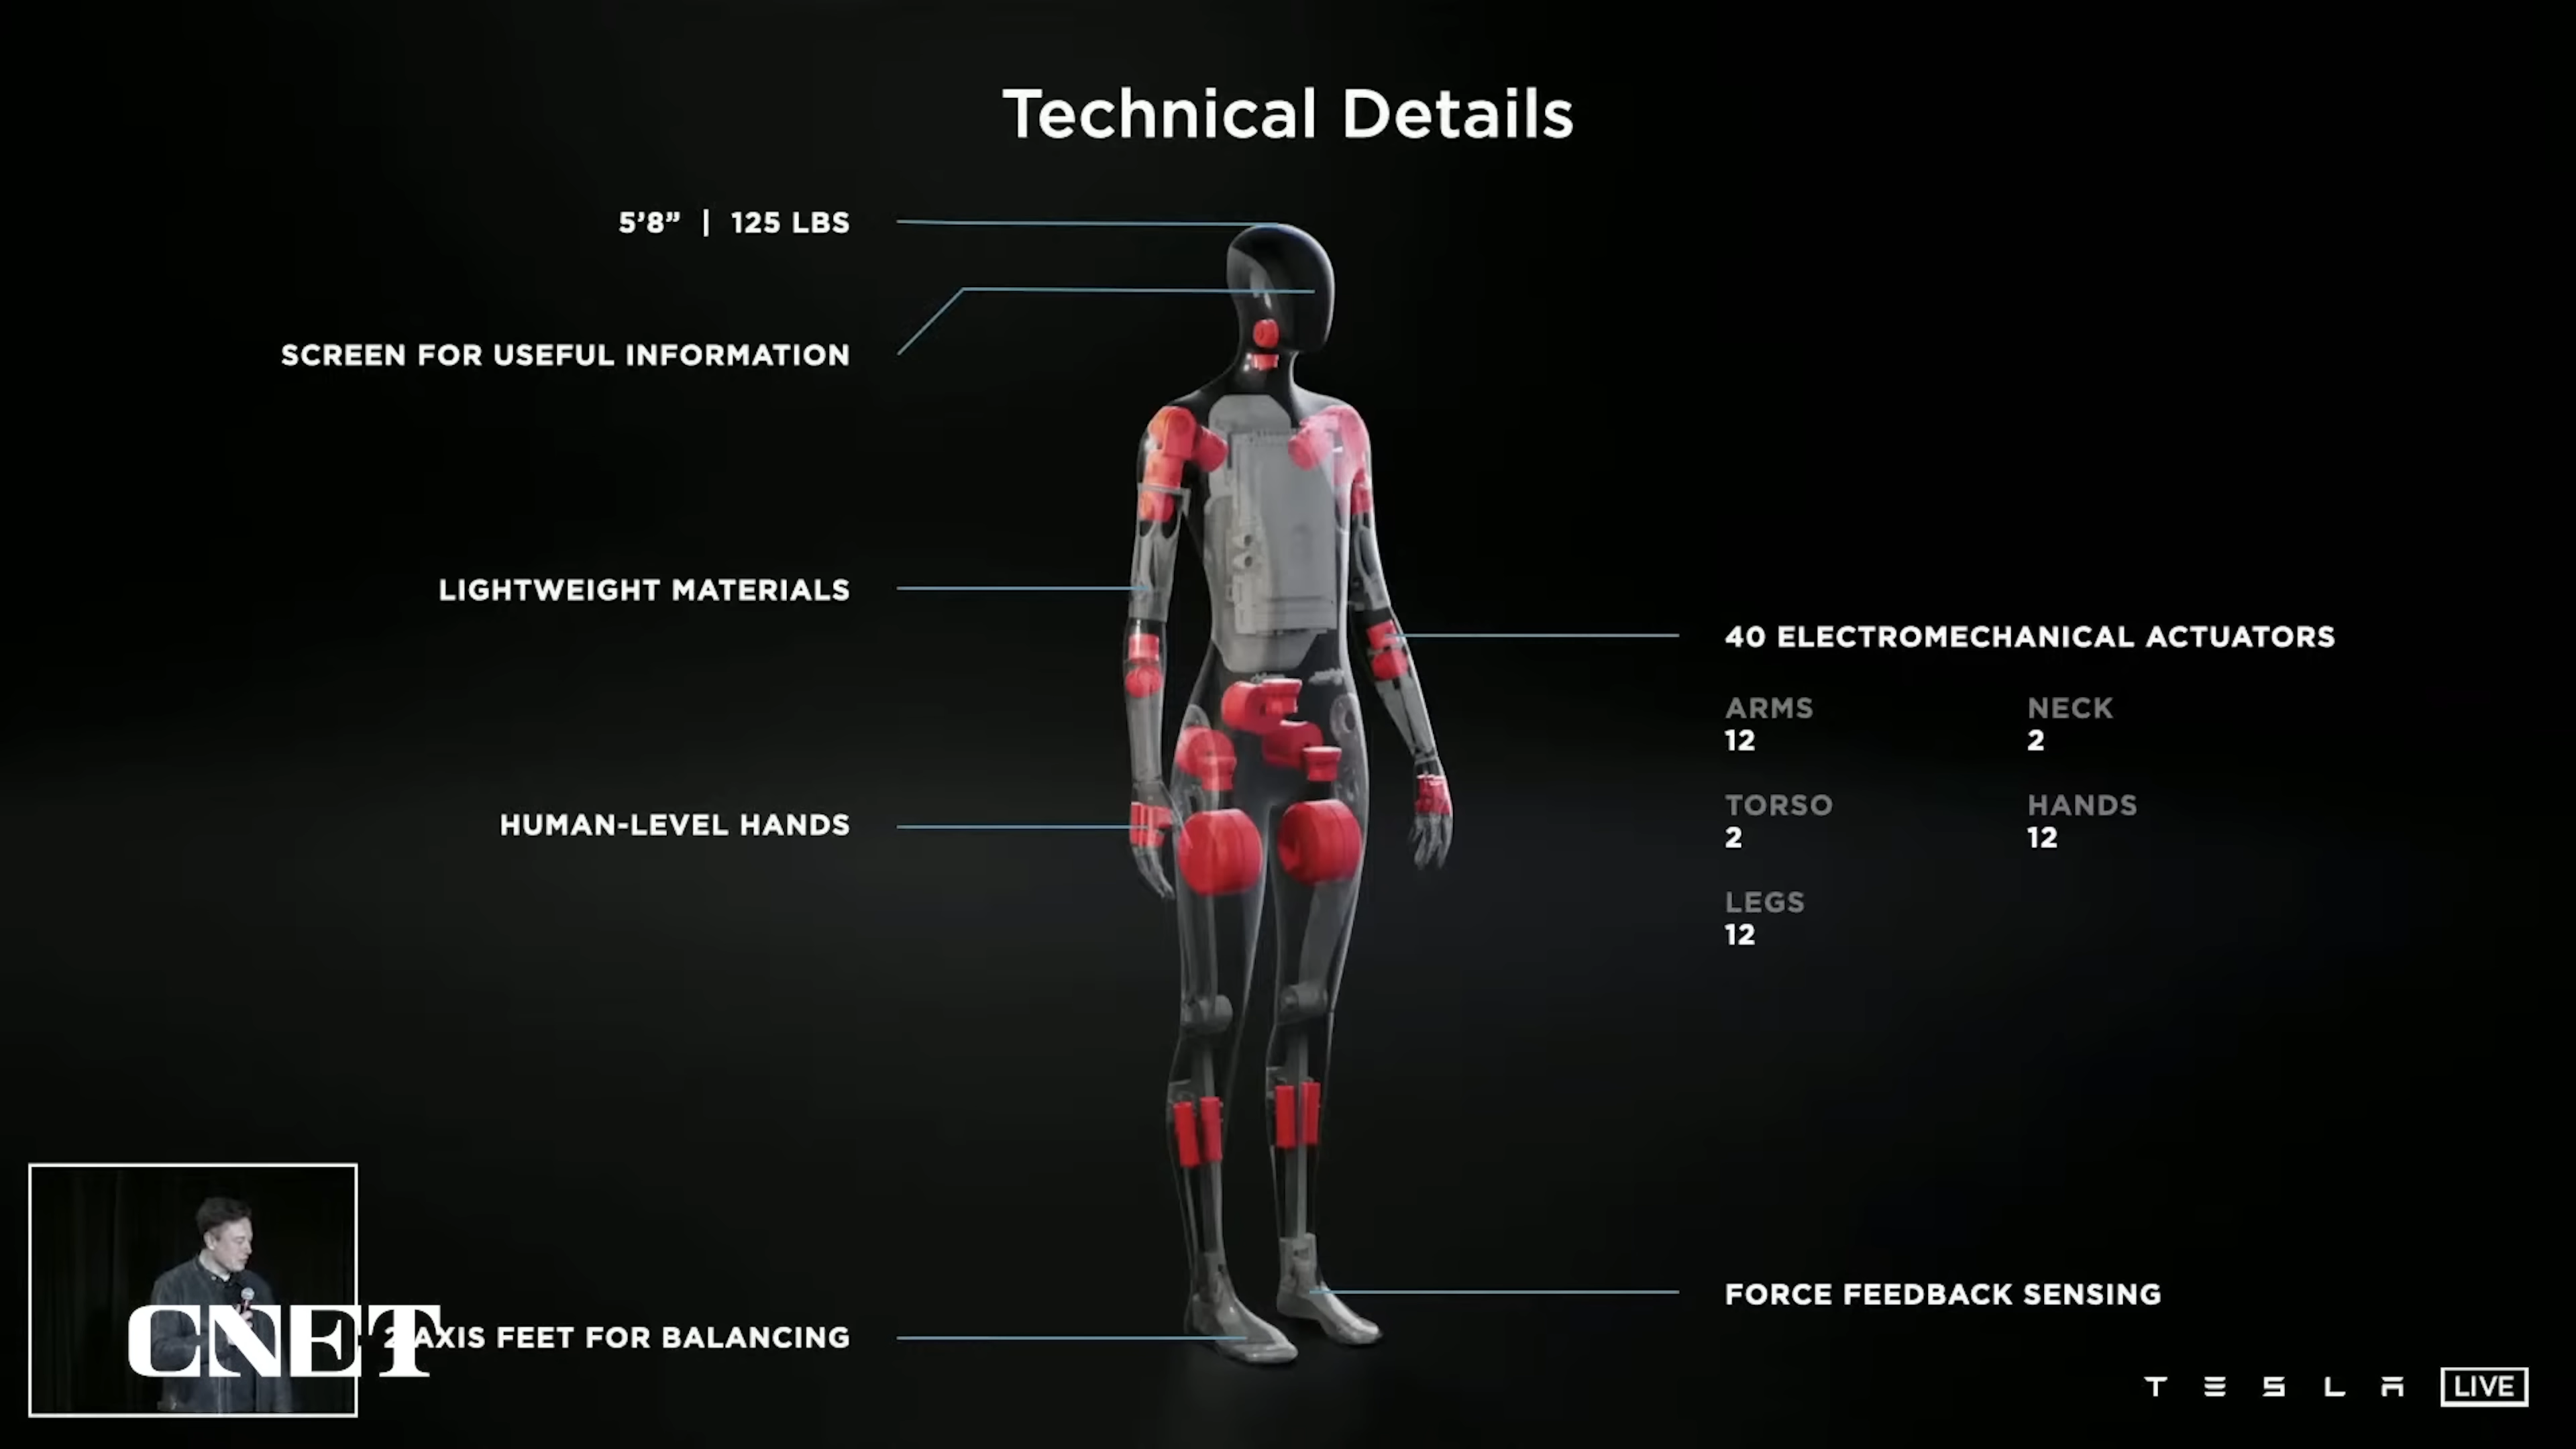 Technical Details
5’8” | 125 LBS
SCREEN FOR USEFUL INFORMATION
LIGHTWEIGHT MATERIALS
HUMAN-LEVEL HANDS
40 ELECTROMECHANICAL ACTUATORS
ARMS
12
NECK
2
TORSO
2
HANDS
12
LEGS
12
FORCE FEEDBACK SENSING
2 AXIS FEET FOR BALANCING
CNET
TESLA LIVE